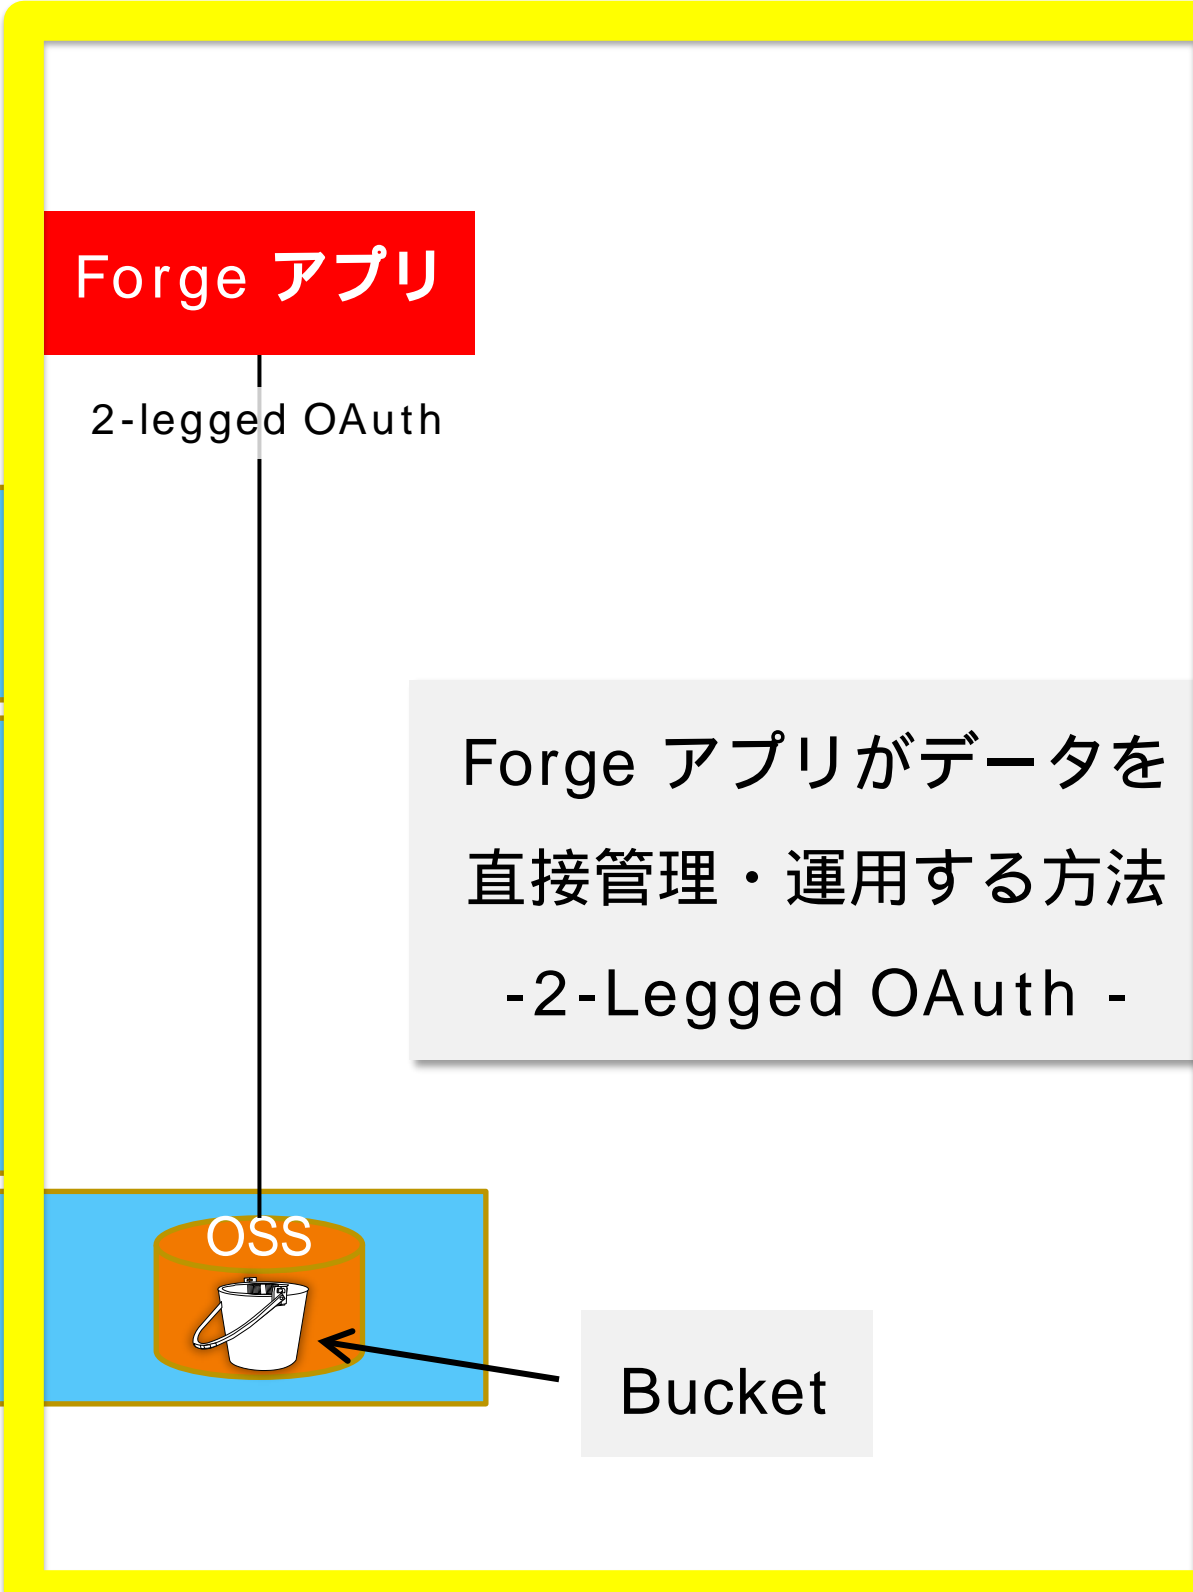 Forge アプリ
2-legged OAuth
Forge アプリがデータを
直接管理・運用する方法
-2-Legged OAuth -
OSS
Bucket